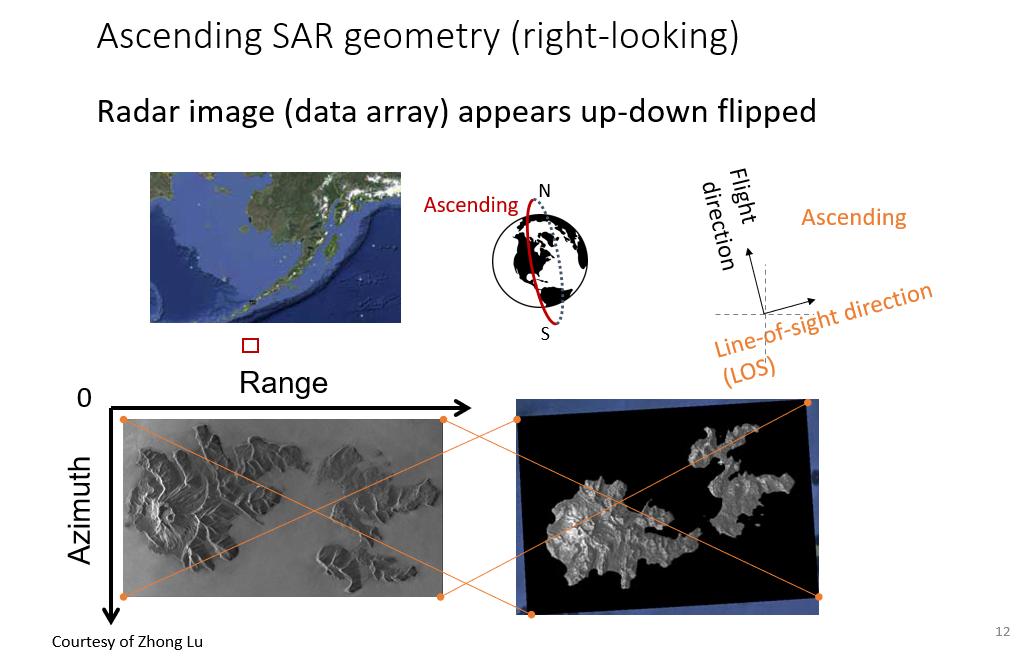 Ascending SAR geometry (right-looking)
Radar image (data array) appears up-down flipped
Ascending
N
S
Flight
direction
Ascending
Line-of-sight direction
(LOS)
0
Range
Azimuth
Courtesy of Zhong Lu
12